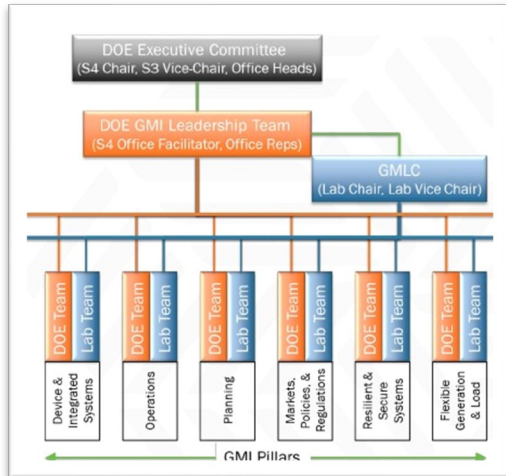 DOE Executive Committee
(S4 Chair, S3 Vice-Chair, Office Heads)
DOE GMI Leadership Team
(S4 Office Facilitator, Office Reps)
GMLC
(Lab Chair, Lab Vice Chair)
DOE Team
Lab Team
DOE Team
Lab Team
DOE Team
Lab Team
DOE Team
Lab Team
DOE Team
Lab Team
DOE Team
Lab Team
Device &
Integrated
Systems
Operations
Planning
Markets,
Policies, &
Regulations
Resilient &
Secure
Systems
Flexible
Generation
& Load
GMI Pillars